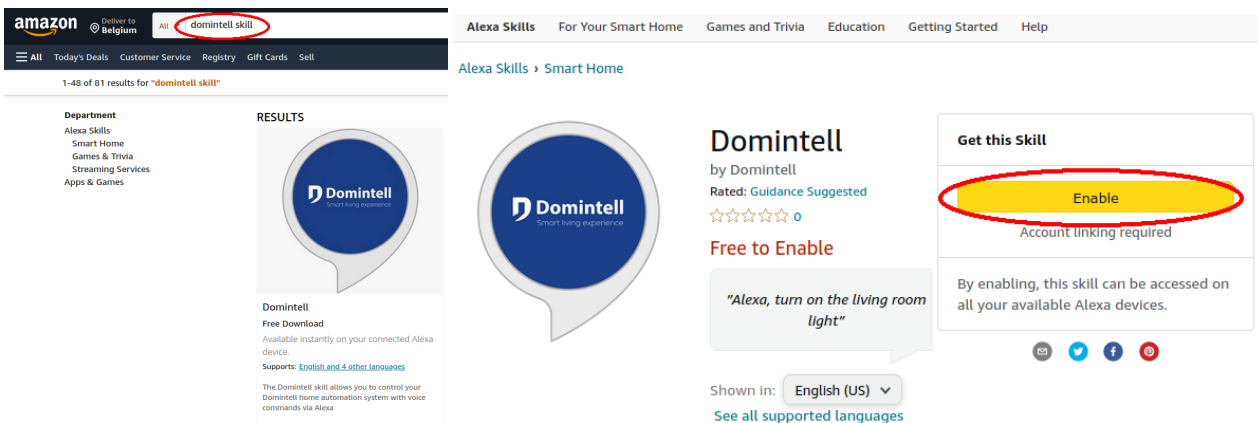 amazon
Deliver to
Belgium
All
domintell skill
All Today's Deals Customer Service Registry Gift Cards Sell
1-48 of 81 results for "domintell skill"
Department
Alexa Skills
Smart Home
Games & Trivia
Streaming Services
Apps & Games
RESULTS
Domintell
Smart living experience
Domintell
Free Download
Available instantly on your connected Alexa
device.
Supports: English and 4 other languages
The Domintell skill allows you to control your
Domintell home automation system with voice
commands via Alexa
Alexa Skills For Your Smart Home Games and Trivia Education Getting Started Help
Alexa Skills › Smart Home
Domintell
Smart living experience
Domintell
by Domintell
Rated: Guidance Suggested
0
Free to Enable
"Alexa, turn on the living room
light"
Shown in: English (US)
See all supported languages
Get this Skill
Enable
Account linking required
By enabling, this skill can be accessed on
all your available Alexa devices.